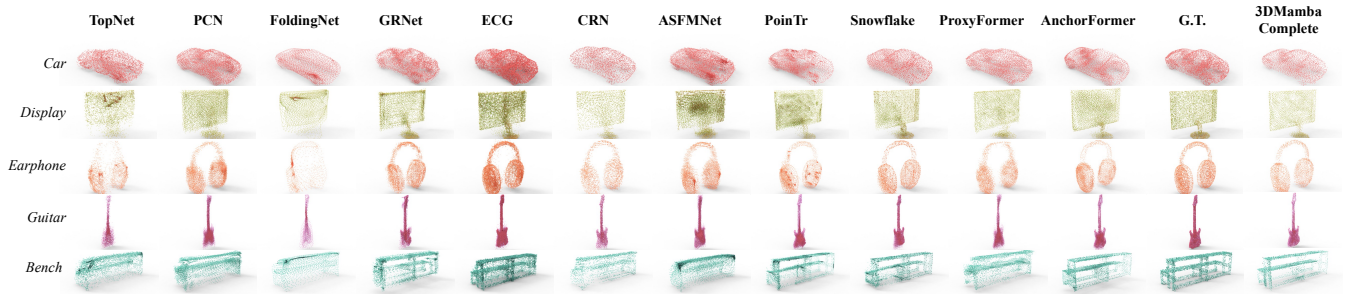 TopNet PCN FoldingNet GRNet ECG CRN ASFMNet PoinTr Snowflake ProxyFormer AnchorFormer G.T. 3DMamba
Complete
Car
Display
Earphone
Guitar
Bench